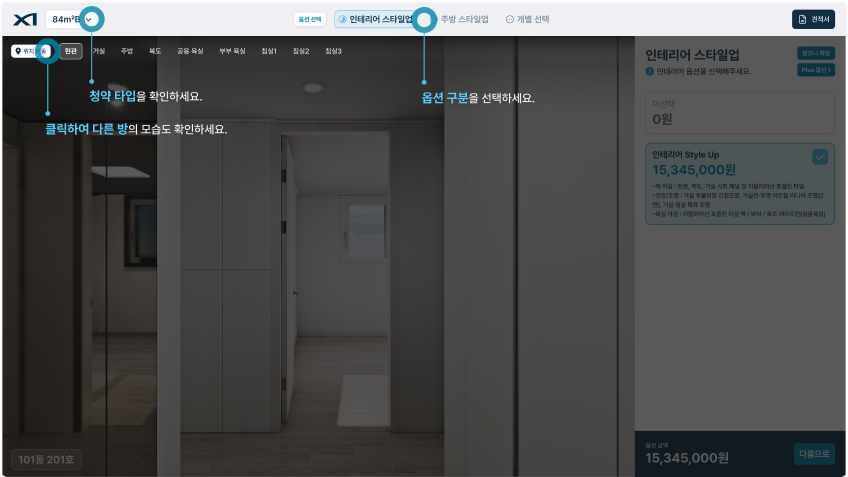 84m²B
옵션 선택
인테리어 스타일업
주방 스타일업
개별 선택
견적서
위치
동
현관
거실
주방
복도
공용 욕실
부부 욕실
침실1
침실2
침실3
청약 타입을 확인하세요.
옵션 구분을 선택하세요.
클릭하여 다른 방의 모습도 확인하세요.
인테리어 스타일업
발코니 확장
인테리어 옵션을 선택해주세요.
Plus 옵션 1
미선택
0원
인테리어 Style Up
15,345,000원
101동 201호
옵션 금액
15,345,000원
다음으로